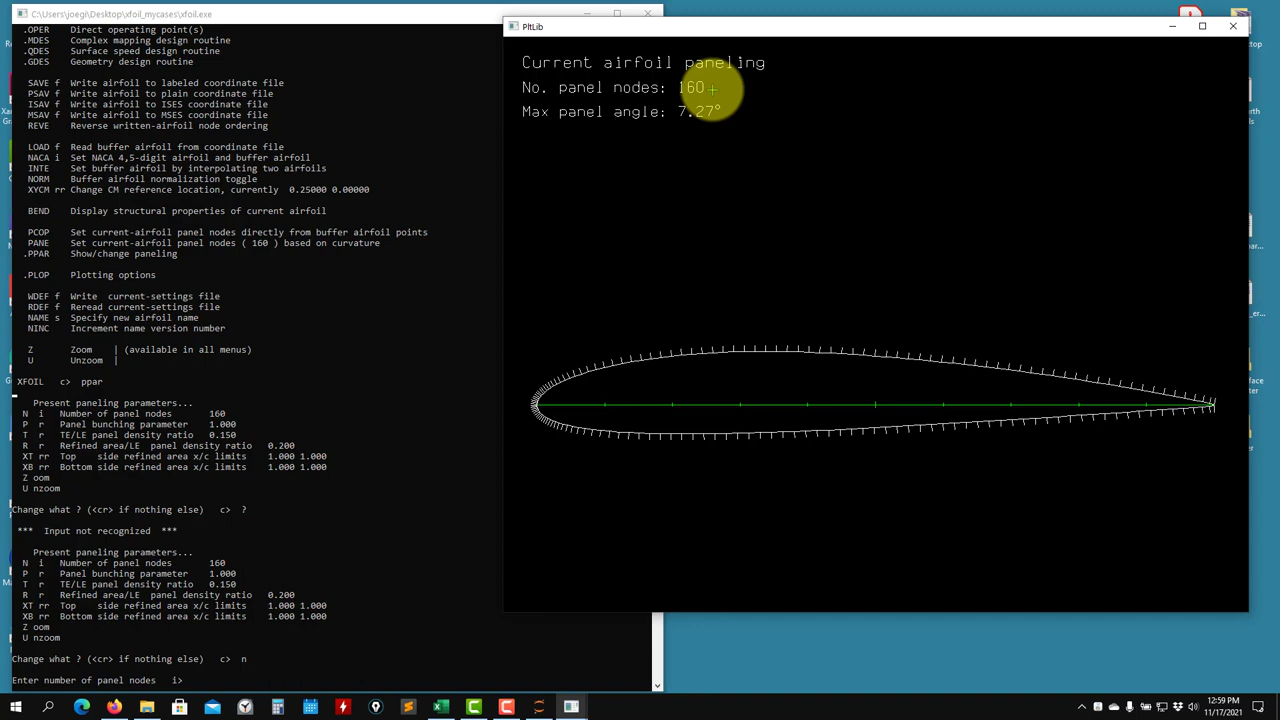 C:\Users\joegi\Desktop\xfoil_mycases\xfoil.exe
.OPER Direct operating point(s)
.MDES Complex mapping design routine
.QDES Surface speed design routine
.GDES Geometry design routine
SAVE f Write airfoil to labeled coordinate file
PSAV f Write airfoil to plain coordinate file
ISAV f Write airfoil to ISES coordinate file
MSAV f Write airfoil to MSES coordinate file
REVE Reverse written-airfoil node ordering
LOAD f Read buffer airfoil from coordinate file
NACA i Set NACA 4,5-digit airfoil and buffer airfoil
INTE Set buffer airfoil by interpolating two airfoils
NORM Buffer airfoil normalization toggle
XYCM rr Change CM reference location, currently 0.25000 0.00000
BEND Display structural properties of current airfoil
PCOP Set current-airfoil panel nodes directly from buffer airfoil points
PANE Set current-airfoil panel nodes ( 160 ) based on curvature
.PPAR Show/change paneling
.PLOP Plotting options
WDEF f Write current-settings file
RDEF f Reread current-settings file
NAME s Specify new airfoil name
NINC Increment name version number
Z Zoom | (available in all menus)
U Unzoom |
XFOIL c> ppar
Present paneling parameters...
N i Number of panel nodes 160
P r Panel bunching parameter 1.000
T r TE/LE panel density ratio 0.150
R r Refined area/LE panel density ratio 0.200
XT rr Top side refined area x/c limits 1.000 1.000
XB rr Bottom side refined area x/c limits 1.000 1.000
Z oom
U nzoom
Change what ? (<cr> if nothing else) c> ?
*** Input not recognized ***
Present paneling parameters...
N i Number of panel nodes 160
P r Panel bunching parameter 1.000
T r TE/LE panel density ratio 0.150
R r Refined area/LE panel density ratio 0.200
XT rr Top side refined area x/c limits 1.000 1.000
XB rr Bottom side refined area x/c limits 1.000 1.000
Z oom
U nzoom
Change what ? (<cr> if nothing else) c> n
Enter number of panel nodes i>
PltLib
Current airfoil paneling
No. panel nodes: 160
Max panel angle: 7.27°
12:59 PM
11/17/2021